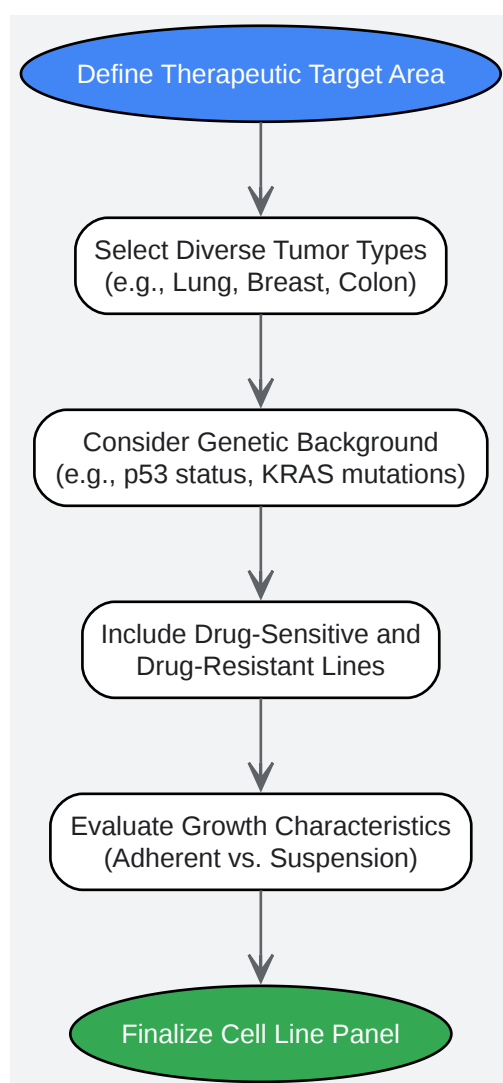 Define Therapeutic Target Area
Select Diverse Tumor Types
(e.g., Lung, Breast, Colon)
Consider Genetic Background
(e.g., p53 status, KRAS mutations)
Include Drug-Sensitive and
Drug-Resistant Lines
Evaluate Growth Characteristics
(Adherent vs. Suspension)
Finalize Cell Line Panel